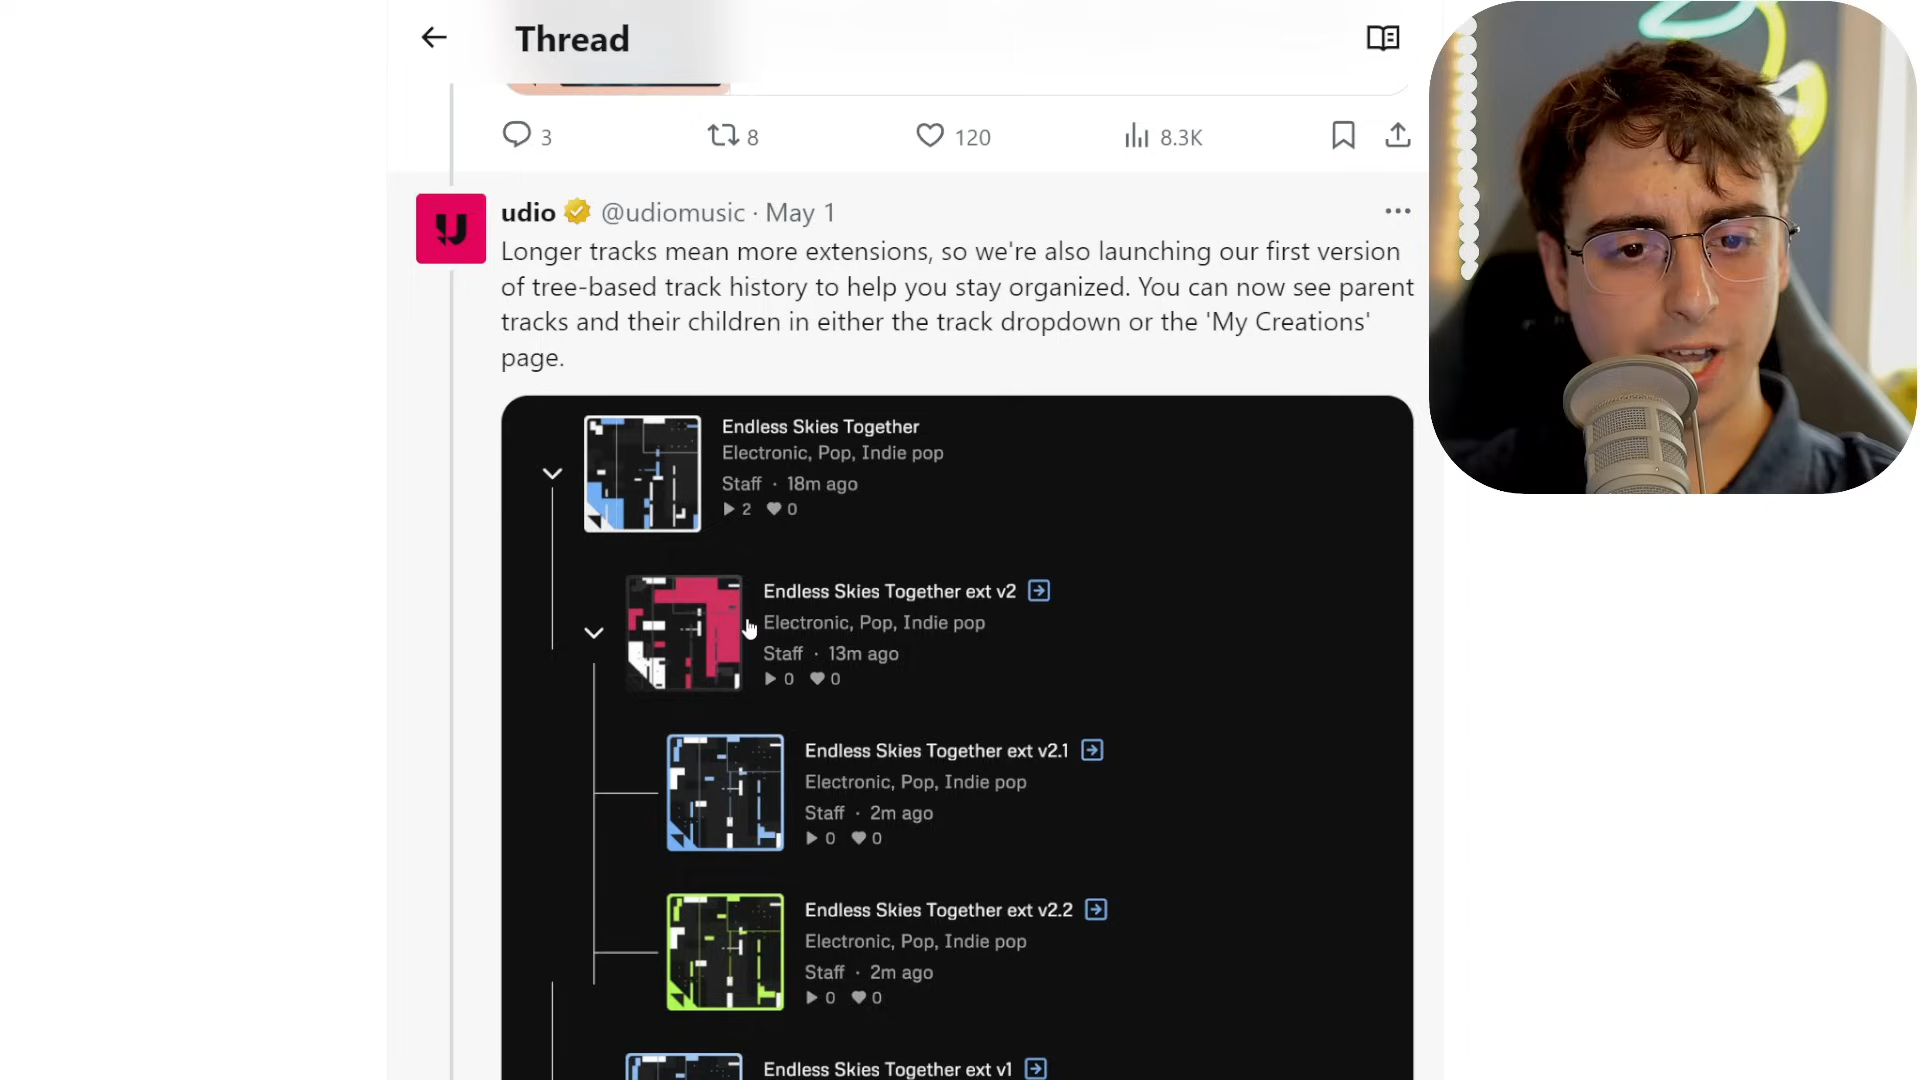 Thread
3 8 120 8.3K
udio @udiomusic · May 1
Longer tracks mean more extensions, so we're also launching our first version
of tree-based track history to help you stay organized. You can now see parent
tracks and their children in either the track dropdown or the 'My Creations'
page.
Endless Skies Together
Electronic, Pop, Indie pop
Staff · 18m ago
2 0
Endless Skies Together ext v2
Electronic, Pop, Indie pop
Staff · 13m ago
0 0
Endless Skies Together ext v2.1
Electronic, Pop, Indie pop
Staff · 2m ago
0 0
Endless Skies Together ext v2.2
Electronic, Pop, Indie pop
Staff · 2m ago
0 0
Endless Skies Together ext v1